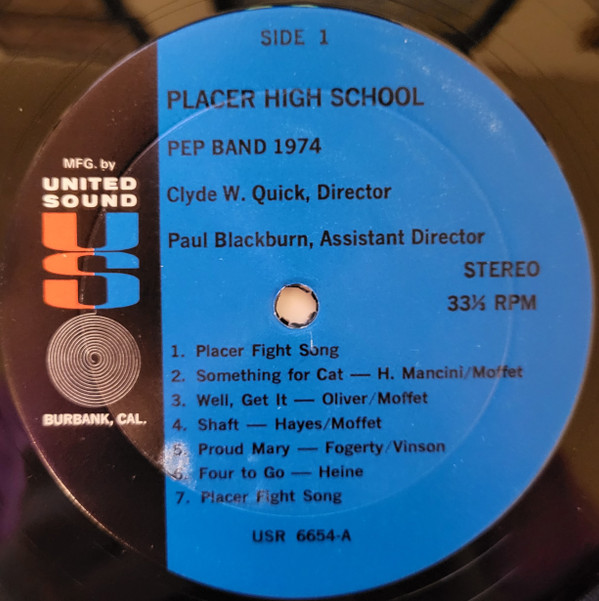 SIDE 1
PLACER HIGH SCHOOL
PEP BAND 1974
Clyde W. Quick, Director
Paul Blackburn, Assistant Director
STEREO
33⅓ RPM
MFG. by
UNITED
SOUND
US
BURBANK, CAL.
1. Placer Fight Song
2. Something for Cat — H. Mancini/Moffet
3. Well, Get It — Oliver/Moffet
4. Shaft — Hayes/Moffet
5. Proud Mary — Fogerty/Vinson
6. Four to Go — Heine
7. Placer Fight Song
USR 6654-A